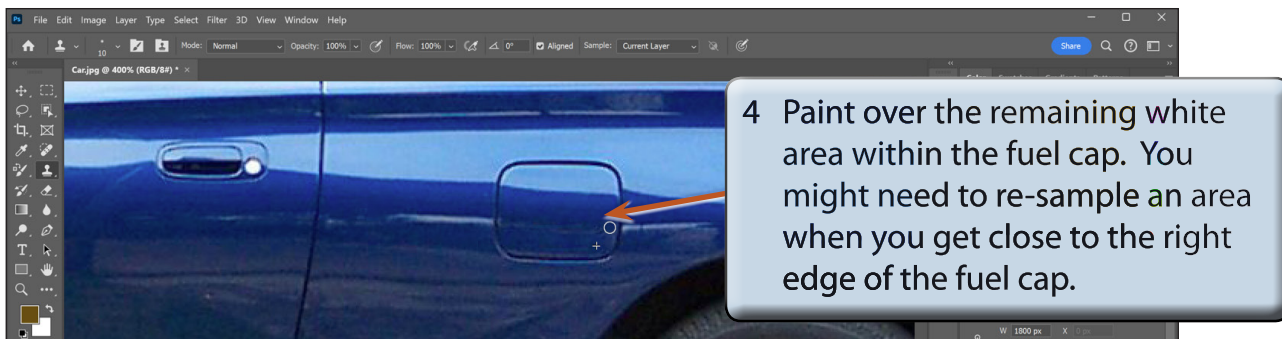 Ps File Edit Image Layer Type Select Filter 3D View Window Help
10 Mode: Normal Opacity: 100% Flow: 100% 0° Aligned Sample: Current Layer Share
Car.jpg @ 400% (RGB/8#) * ×
4 Paint over the remaining white
area within the fuel cap. You
might need to re-sample an area
when you get close to the right
edge of the fuel cap.
W 1800 px X 0 px